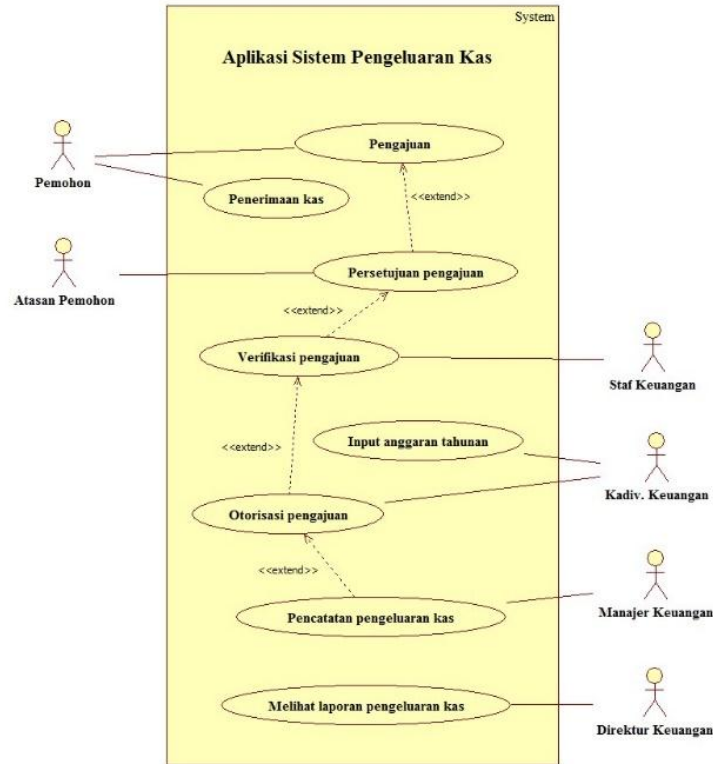 System
Aplikasi Sistem Pengeluaran Kas
Pengajuan
Pemohon
Penerimaan kas
<<extend>>
Persetujuan pengajuan
Atasan Pemohon
<<extend>>
Verifikasi pengajuan
Staf Keuangan
Input anggaran tahunan
<<extend>>
Kadiv. Keuangan
Otorisasi pengajuan
<<extend>>
Pencatatan pengeluaran kas
Manajer Keuangan
Melihat laporan pengeluaran kas
Direktur Keuangan